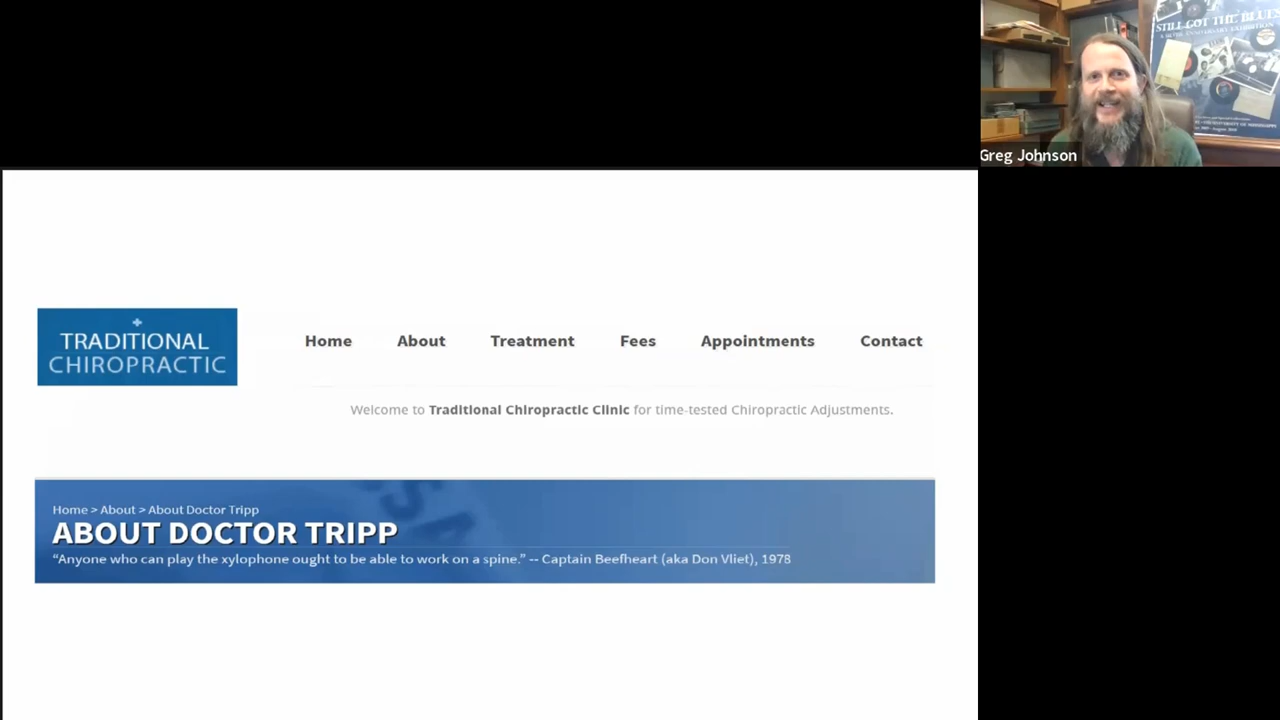 STILL GOT THE BLUES
Greg Johnson
TRADITIONAL
CHIROPRACTIC
Home About Treatment Fees Appointments Contact
Welcome to Traditional Chiropractic Clinic for time-tested Chiropractic Adjustments.
Home > About > About Doctor Tripp
ABOUT DOCTOR TRIPP
“Anyone who can play the xylophone ought to be able to work on a spine.” -- Captain Beefheart (aka Don Vliet), 1978